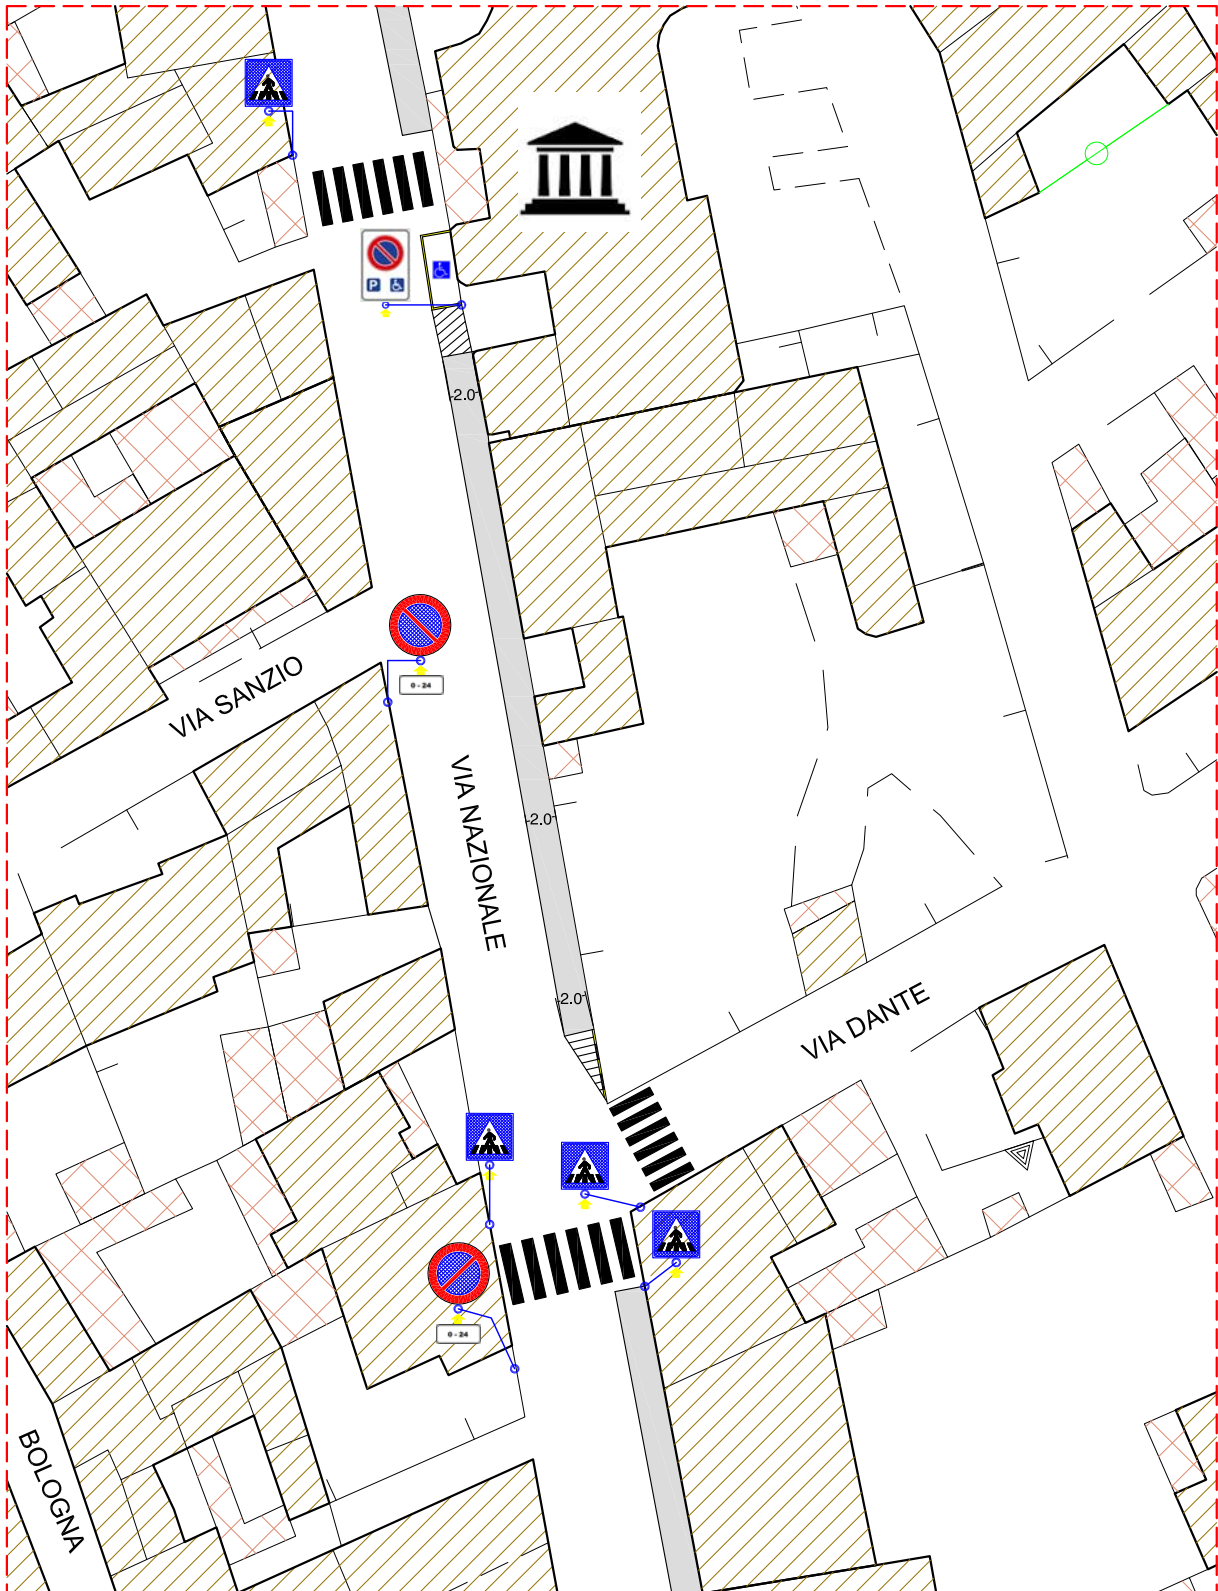 P
2.0
0 - 24
VIA SANZIO
VIA NAZIONALE
2.0
2.0
VIA DANTE
0 - 24
BOLOGNA